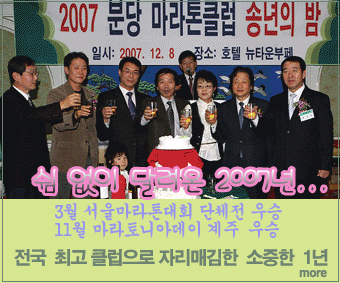 2007 분당 마라톤클럽 송년의 밤
일시: 2007. 12. 8 장소: 호텔 뉴타운부페
쉼 없이 달려온 2007년...
3월 서울마라톤대회 단체전 우승
11월 마라토니아데이 계주 우승
전국 최고 클럽으로 자리매김한 소중한 1년
more